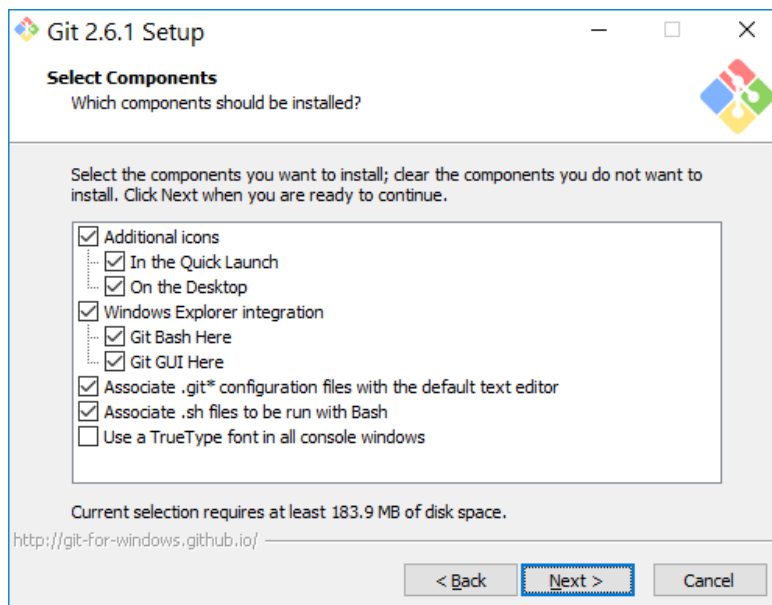 Git 2.6.1 Setup
Select Components
Which components should be installed?
Select the components you want to install; clear the components you do not want to
install. Click Next when you are ready to continue.
Additional icons
In the Quick Launch
On the Desktop
Windows Explorer integration
Git Bash Here
Git GUI Here
Associate .git* configuration files with the default text editor
Associate .sh files to be run with Bash
Use a TrueType font in all console windows
Current selection requires at least 183.9 MB of disk space.
http://git-for-windows.github.io/
< Back Next > Cancel